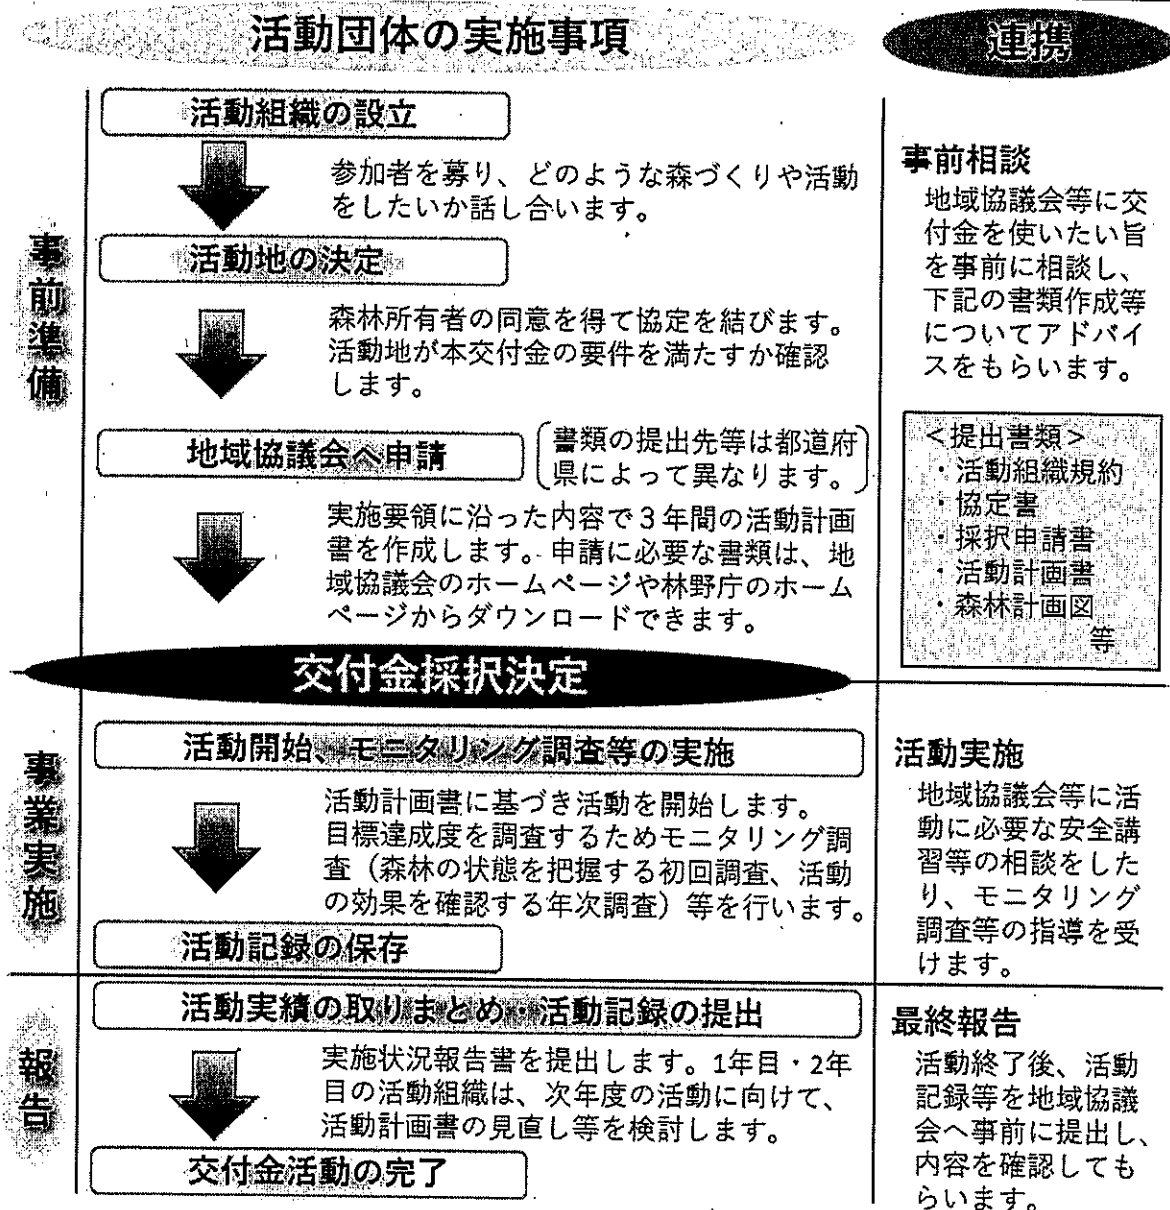 活動団体の実施事項
連携
事前準備
活動組織の設立
参加者を募り、どのような森づくりや活動
をしたいか話し合います。
活動地の決定
森林所有者の同意を得て協定を結びます。
活動地が本交付金の要件を満たすか確認
します。
地域協議会へ申請
書類の提出先等は都道府
県によって異なります。
実施要領に沿った内容で3年間の活動計画
書を作成します。申請に必要な書類は、地
域協議会のホームページや林野庁のホーム
ページからダウンロードできます。
事前相談
地域協議会等に交
付金を使いたい旨
を事前に相談し、
下記の書類作成等
についてアドバイ
スをもらいます。
<提出書類>
・活動組織規約
・協定書
・採択申請書
・活動計画書
・森林計画図
等
交付金採択決定
事業実施
活動開始、モニタリング調査等の実施
活動計画書に基づき活動を開始します。
目標達成度を調査するためモニタリング調
査（森林の状態を把握する初回調査、活動
の効果を確認する年次調査）等を行います。
活動記録の保存
活動実施
地域協議会等に活
動に必要な安全講
習等の相談をした
り、モニタリング
調査等の指導を受
けます。
報告
活動実績の取りまとめ・活動記録の提出
実施状況報告書を提出します。1年目・2年
目の活動組織は、次年度の活動に向けて、
活動計画書の見直し等を検討します。
交付金活動の完了
最終報告
活動終了後、活動
記録等を地域協議
会へ事前に提出し、
内容を確認しても
らいます。